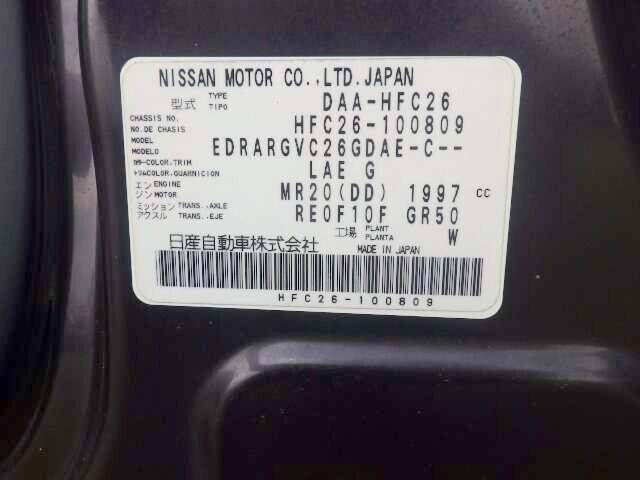 NISSAN MOTOR CO.,LTD.JAPAN
型式 TYPE TIPO DAA-HFC26
CHASSIS NO. NO.DE CHASIS HFC26-100809
MODEL MODELO EDRARGVC26GDAE-C--
COLOR,TRIM COLOR,GUARNICION LAE G
エンジン ENGINE MOTOR MR20(DD) 1997 CC
ミッション TRANS. AXLE アクスル TRANS. EJE RE0F10F GR50
工場 PLANT PLANTA W
日産自動車株式会社 MADE IN JAPAN
HFC26-100809